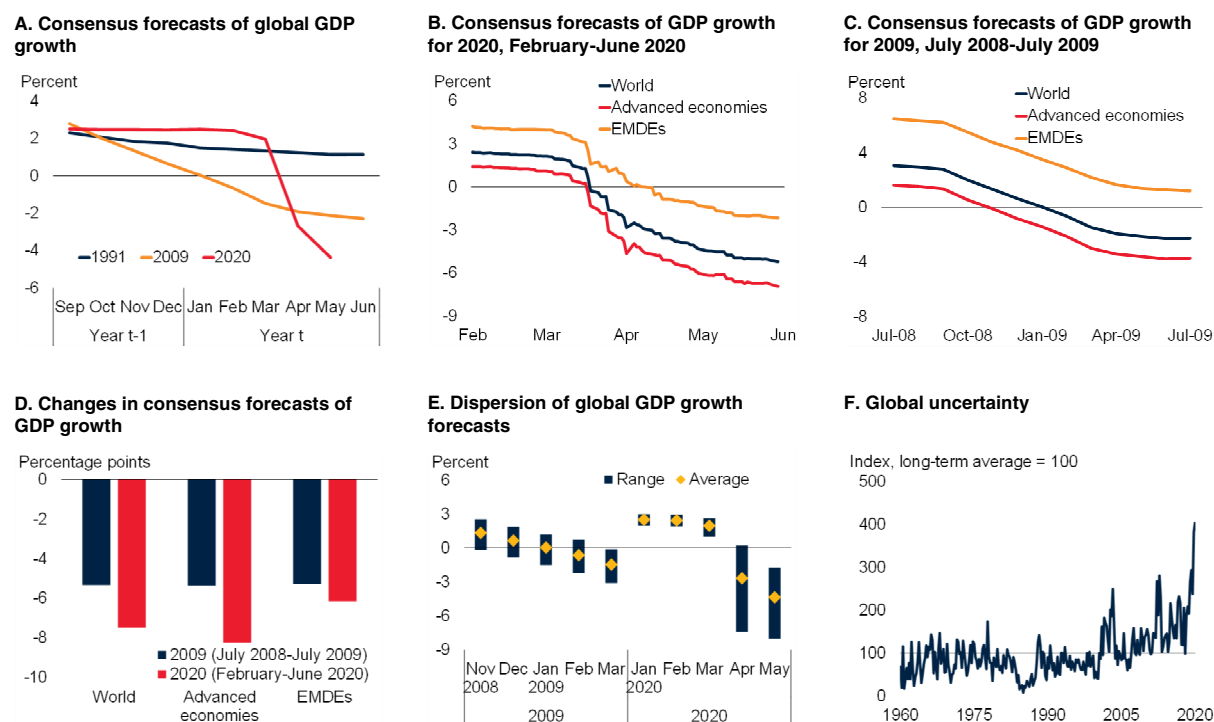 A. Consensus forecasts of global GDP
growth
Percent
4
2
0
-2
-4
-6
1991 2009 2020
Sep Oct Nov Dec Jan Feb Mar Apr May Jun
Year t-1 Year t
B. Consensus forecasts of GDP growth
for 2020, February-June 2020
Percent
6
3
0
-3
-6
-9
World
Advanced economies
EMDEs
Feb Mar Apr May Jun
C. Consensus forecasts of GDP growth
for 2009, July 2008-July 2009
Percent
8
4
0
-4
-8
World
Advanced economies
EMDEs
Jul-08 Oct-08 Jan-09 Apr-09 Jul-09
D. Changes in consensus forecasts of
GDP growth
Percentage points
0
-2
-4
-6
-8
-10
2009 (July 2008-July 2009)
2020 (February-June 2020)
World Advanced EMDEs
economies
E. Dispersion of global GDP growth
forecasts
Percent
6
3
0
-3
-6
-9
Range Average
Nov Dec Jan Feb Mar Jan Feb Mar Apr May
2008 2009 2020
2009 2020
F. Global uncertainty
Index, long-term average = 100
500
400
300
200
100
0
1960 1975 1990 2005 2020